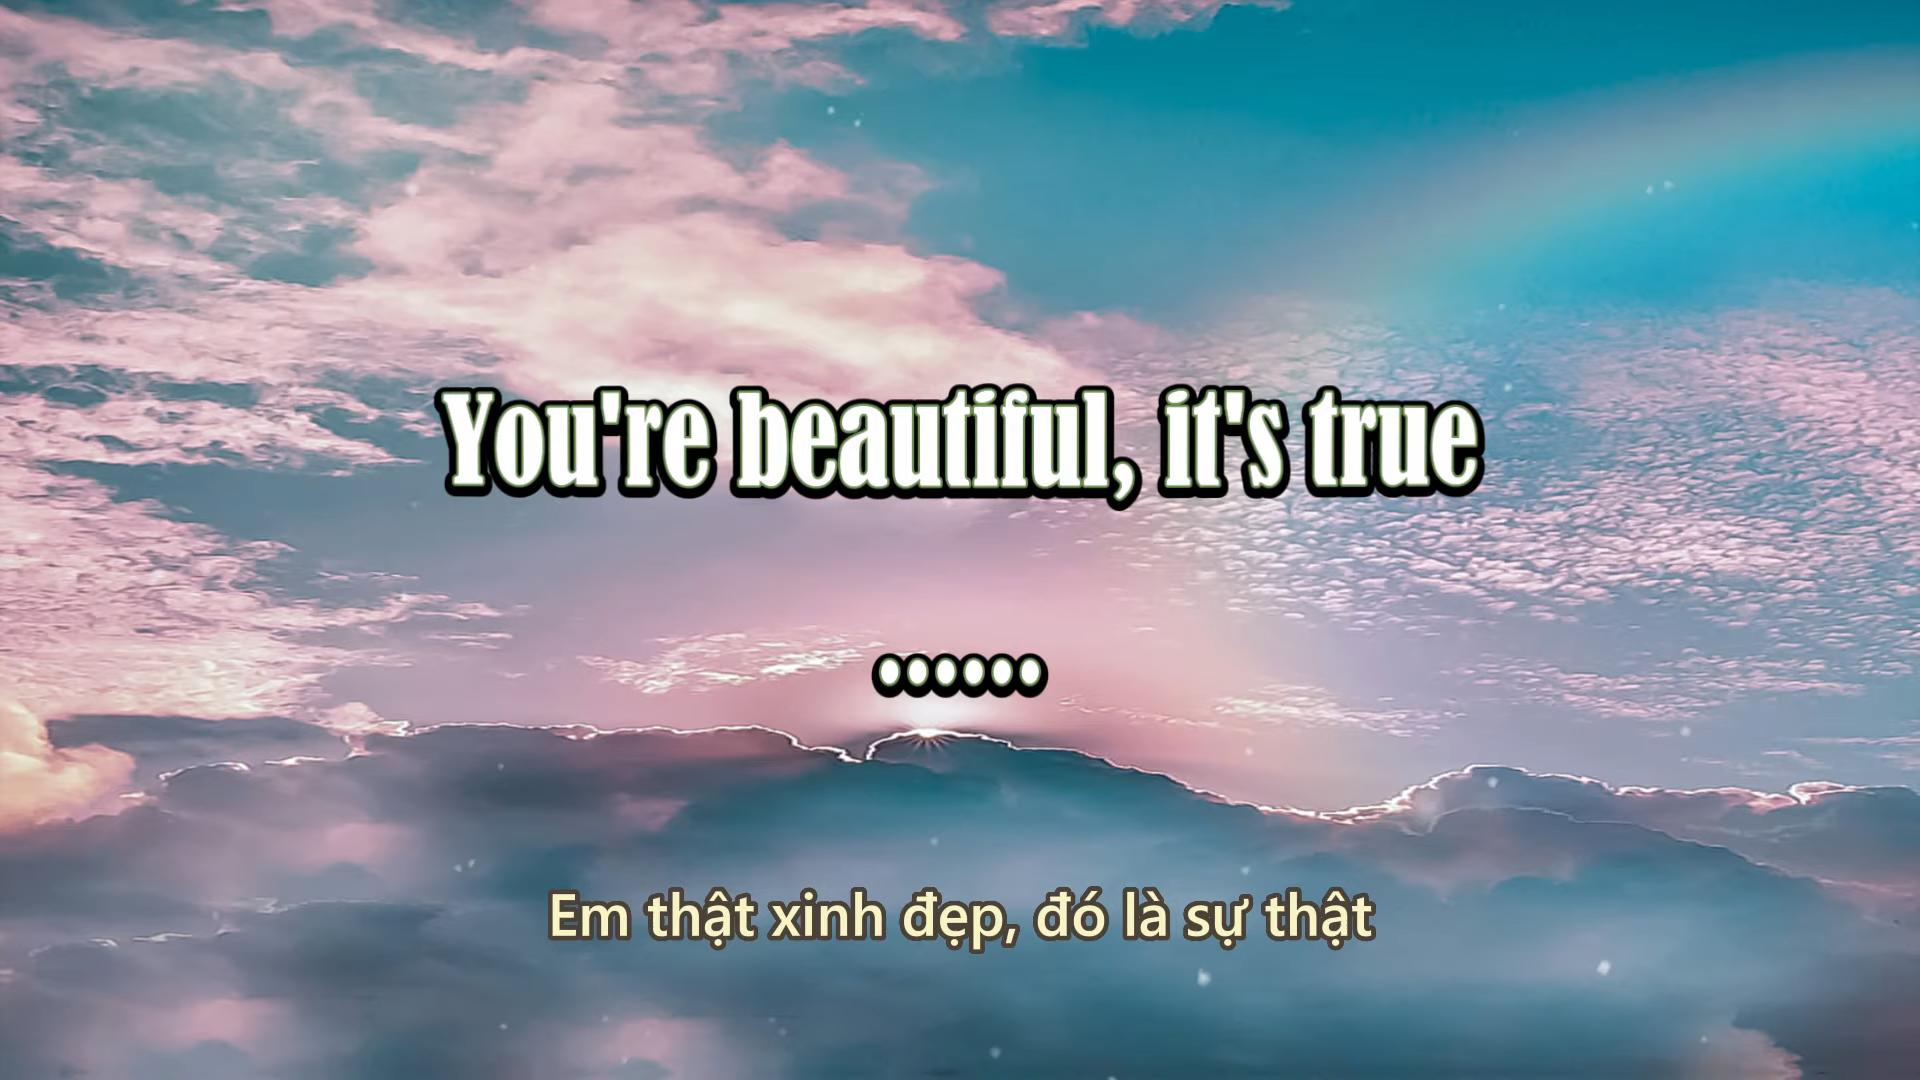 You're beautiful, it's true
••••••
Em thật xinh đẹp, đó là sự thật